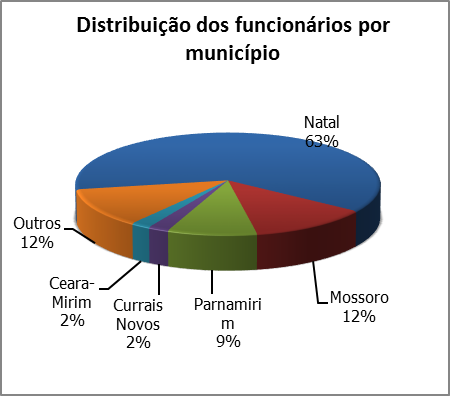 Distribuição dos funcionários por
município
Natal
63%
Outros
12%
Ceara-
Mirim
2%
Currais
Novos
2%
Parnamiri
m
9%
Mossoro
12%